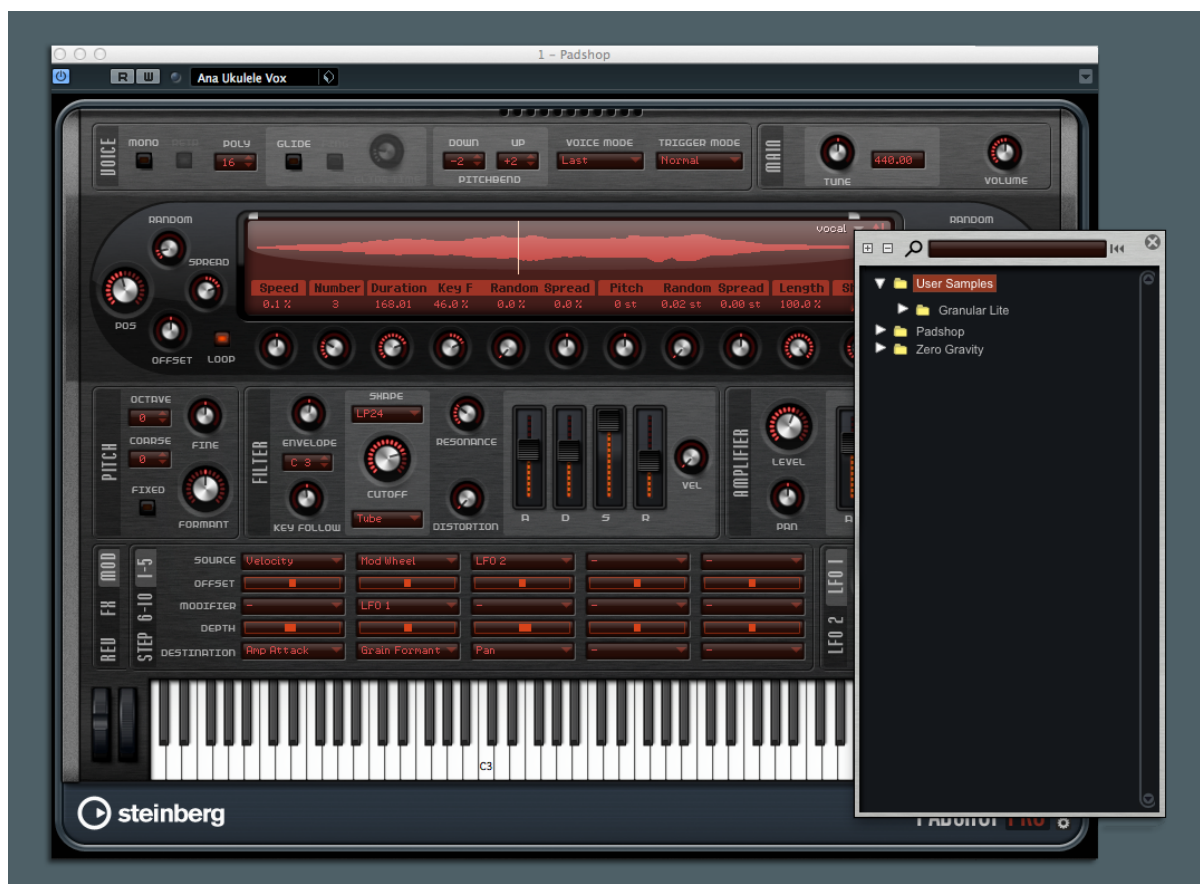 1 - Padshop
R W Ana Ukulele Vox
VOICE MONO POLY 16 GLIDE DOWN -2 UP +2 PITCHBEND VOICE MODE Last TRIGGER MODE Normal
MAIN TUNE 440.00 VOLUME
RANDOM
SPREAD
POS
OFFSET
LOOP
vocal
RANDOM
Speed Number Duration Key F Random Spread Pitch Random Spread Length
0.1 % 3 168.01 46.0 % 0.0 % 0.0 % 0 st 0.02 st 0.00 st 100.0 %
User Samples
Granular Lite
Padshop
Zero Gravity
PITCH
OCTAVE
0
COARSE
0
FINE
FIXED
FORMANT
FILTER
ENVELOPE
C 3
KEY FOLLOW
SHAPE
LP24
CUTOFF
Tube
RESONANCE
DISTORTION
A D S R
VEL
AMPLIFIER
LEVEL
PAN
A
MOD FX REV
STEP 6-10 1-5
SOURCE Velocity Mod Wheel LFO 2 - -
OFFSET
MODIFIER - LFO 1 - - -
DEPTH
DESTINATION Amp Attack Grain Formant Pan - -
LFO 1
LFO 2
C3
steinberg
PADSHOP PRO